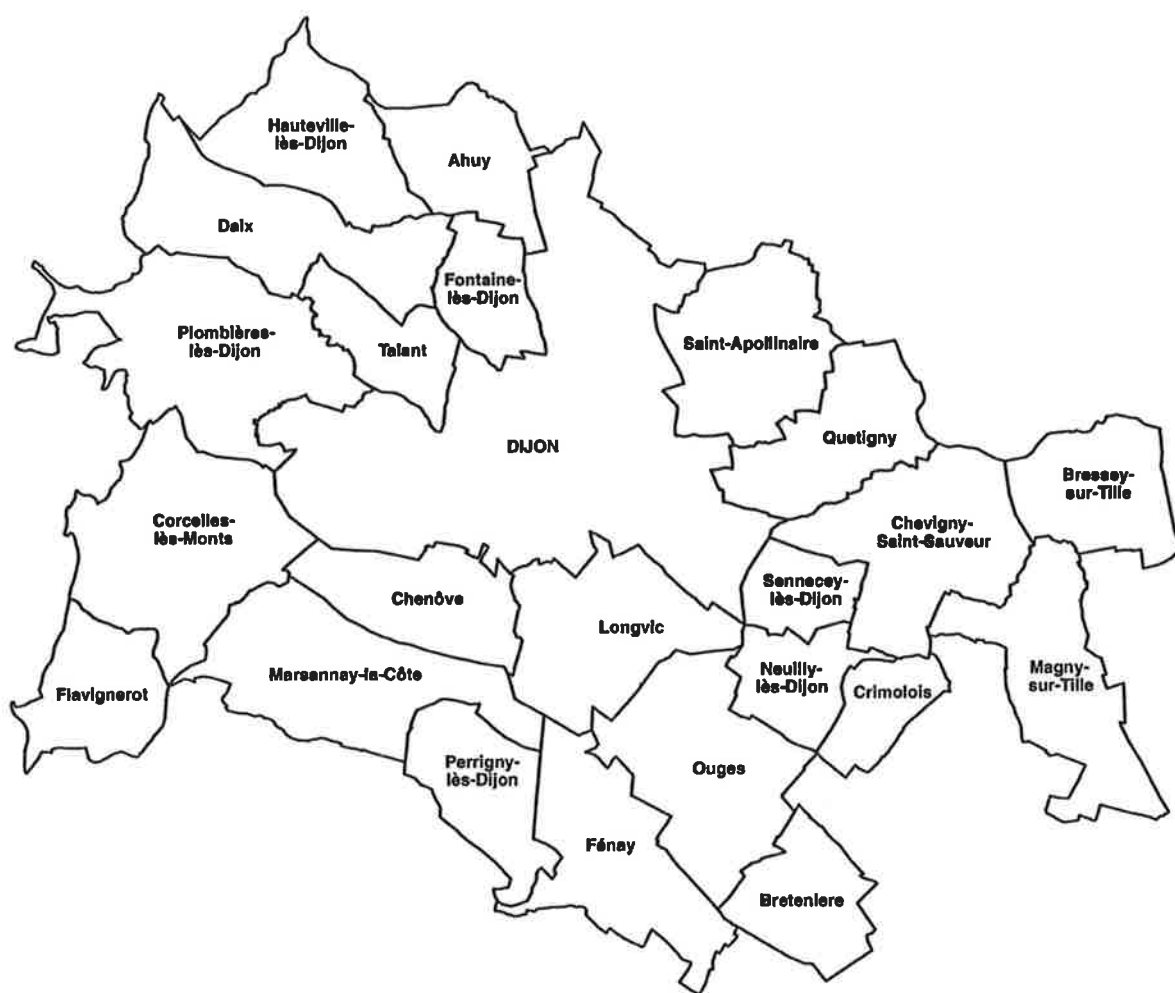 Hauteville-
lès-Dijon
Ahuy
Daix
Fontaine-
lès-Dijon
Plombières-
lès-Dijon
Talant
Saint-Apollinaire
DIJON
Quetigny
Bressey-
sur-Tille
Corcelles-
lès-Monts
Chevigny-
Saint-Sauveur
Chenôve
Sennecey-
lès-Dijon
Longvic
Marsannay-la-Côte
Neuilly-
lès-Dijon
Magny-
sur-Tille
Flavignerot
Crimolois
Perrigny-
lès-Dijon
Ouges
Fénay
Breteniere